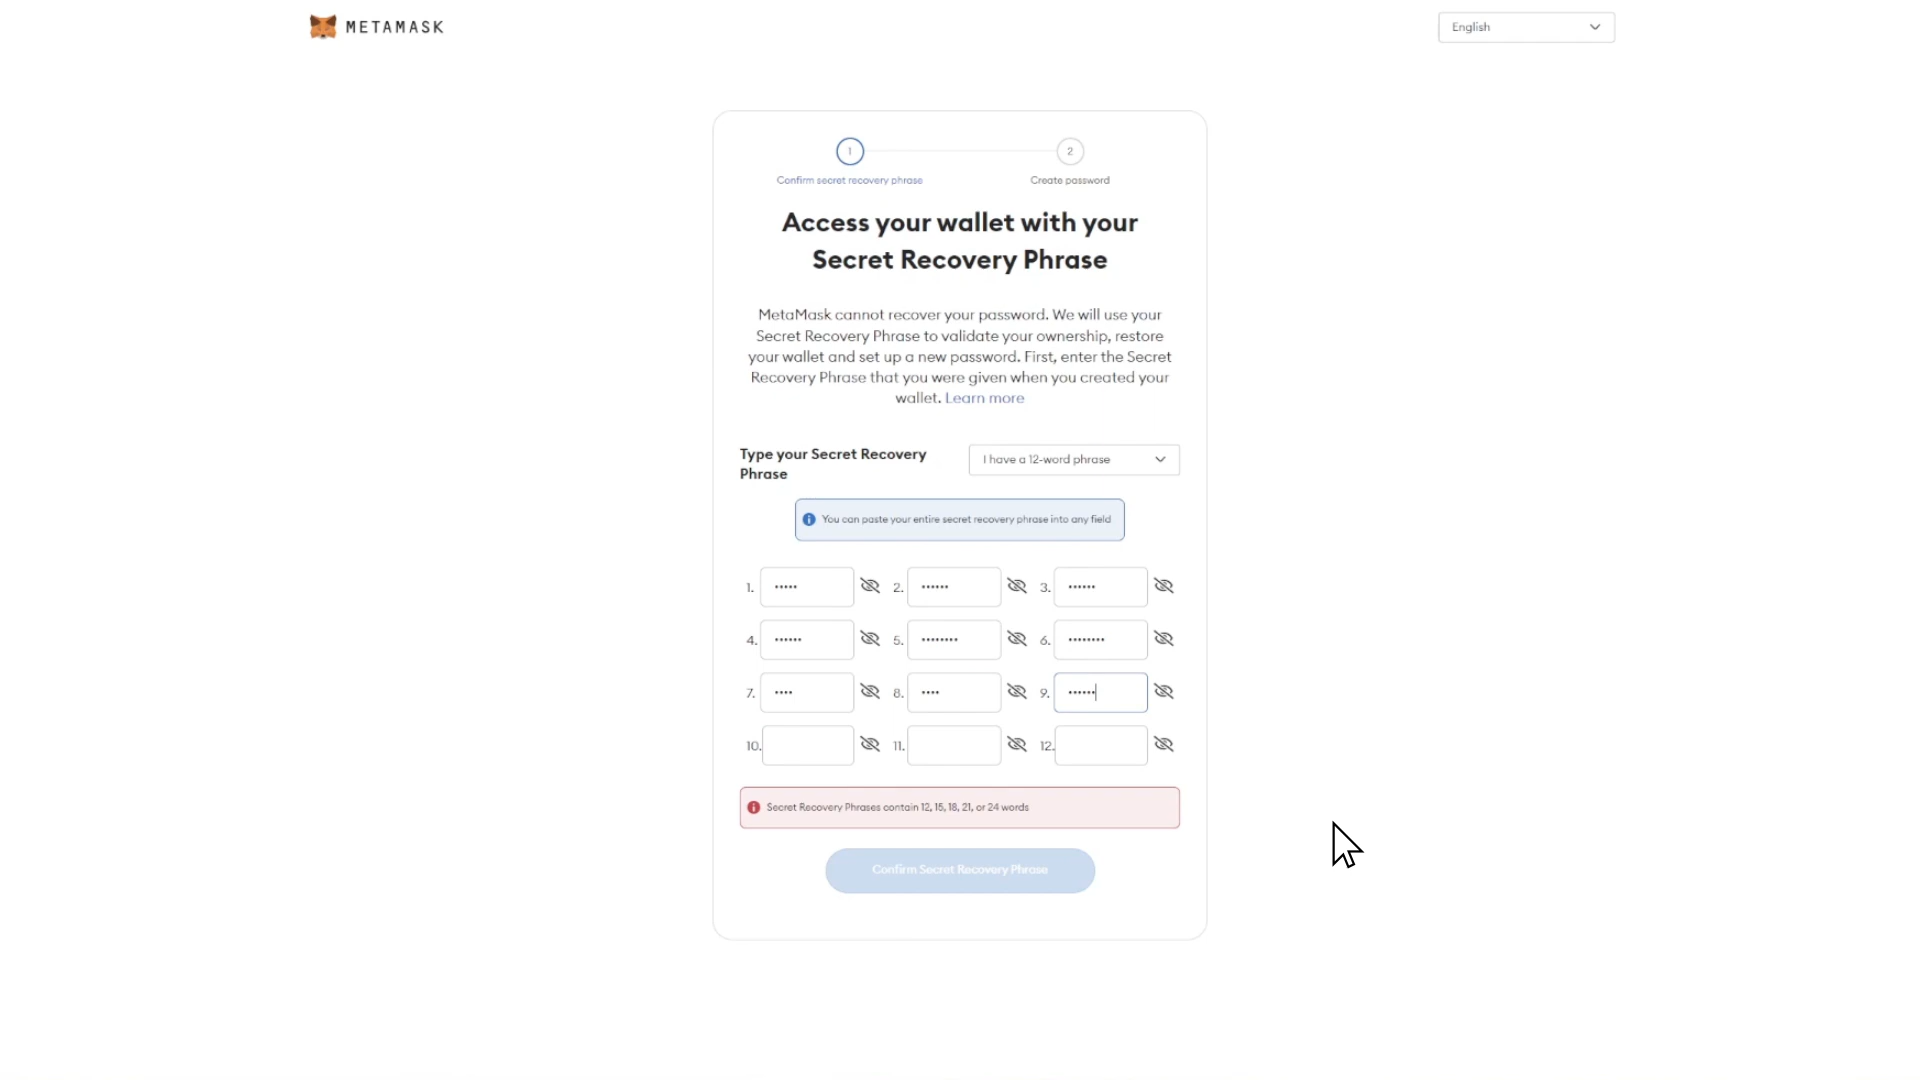 METAMASK
English
1
2
Confirm secret recovery phrase
Create password
Access your wallet with your
Secret Recovery Phrase
MetaMask cannot recover your password. We will use your
Secret Recovery Phrase to validate your ownership, restore
your wallet and set up a new password. First, enter the Secret
Recovery Phrase that you were given when you created your
wallet. Learn more
Type your Secret Recovery
Phrase
I have a 12-word phrase
You can paste your entire secret recovery phrase into any field
1. ••••• 2. •••••• 3. ••••••
4. •••••• 5. •••••••• 6. ••••••••
7. •••• 8. •••• 9. ••••••
10. 11. 12.
Secret Recovery Phrases contain 12, 15, 18, 21, or 24 words
Confirm Secret Recovery Phrase